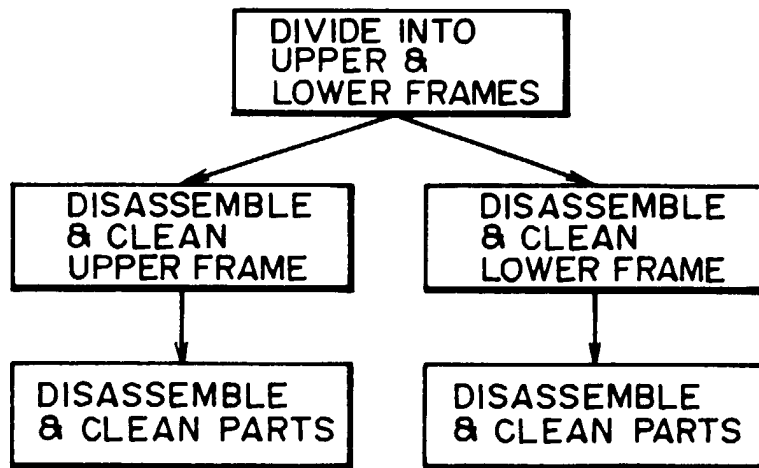 DIVIDE INTO
UPPER &
LOWER FRAMES
DISASSEMBLE
& CLEAN
UPPER FRAME
DISASSEMBLE
& CLEAN
LOWER FRAME
DISASSEMBLE
& CLEAN PARTS
DISASSEMBLE
& CLEAN PARTS